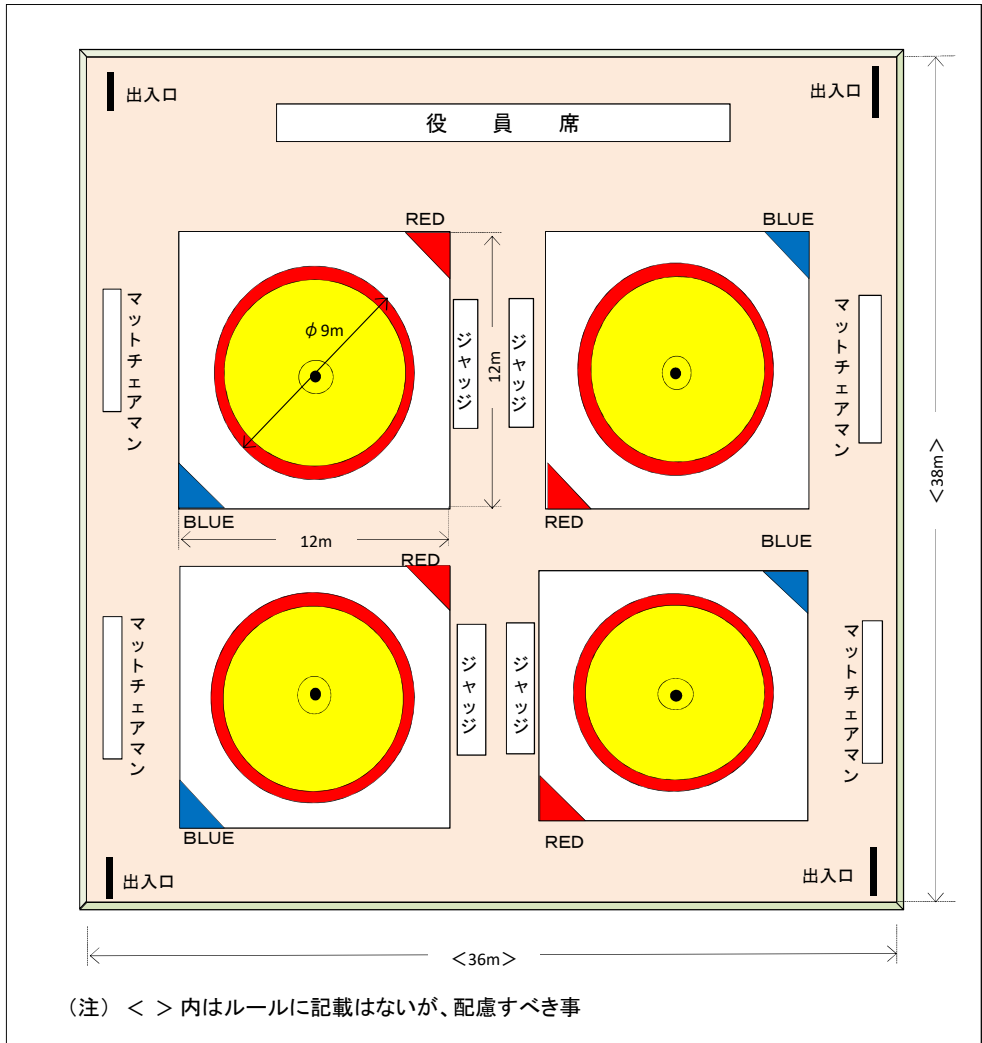 出入口
出入口
役 員 席
RED
BLUE
マットチェアマン
φ9m
ジャッジ
12m
ジャッジ
マットチェアマン
＜38m＞
BLUE
12m
RED
RED
BLUE
マットチェアマン
ジャッジ
ジャッジ
マットチェアマン
BLUE
RED
出入口
出入口
＜36m＞
（注） ＜ ＞ 内はルールに記載はないが、配慮すべき事